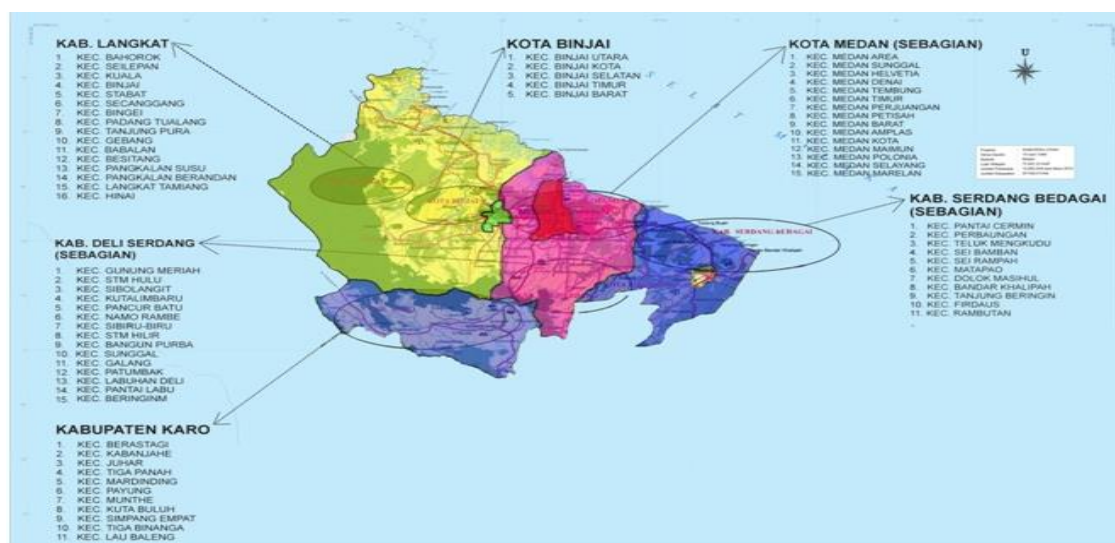 KAB. LANGKAT
1. KEC. BAHOROK
2. KEC. SEILEPAN
3. KEC. KUALA
4. KEC. BINJAI
5. KEC. STABAT
6. KEC. SECANGGANG
7. KEC. BINGEI
8. KEC. PADANG TUALANG
9. KEC. TANJUNG PURA
10. KEC. GEBANG
11. KEC. BABALAN
12. KEC. BESITANG
13. KEC. PANGKALAN SUSU
14. KEC. PANGKALAN BERANDAN
15. KEC. LANGKAT TAMIANG
16. KEC. HINAI
KOTA BINJAI
1. KEC. BINJAI UTARA
2. KEC. BINJAI KOTA
3. KEC. BINJAI SELATAN
4. KEC. BINJAI TIMUR
5. KEC. BINJAI BARAT
KOTA MEDAN (SEBAGIAN)
1. KEC. MEDAN AREA
2. KEC. MEDAN SUNGGAL
3. KEC. MEDAN HELVETIA
4. KEC. MEDAN DENAI
5. KEC. MEDAN TEMBUNG
6. KEC. MEDAN TIMUR
7. KEC. MEDAN PERJUANGAN
8. KEC. MEDAN PETISAH
9. KEC. MEDAN BARAT
10. KEC. MEDAN AMPLAS
11. KEC. MEDAN KOTA
12. KEC. MEDAN MAIMUN
13. KEC. MEDAN POLONIA
14. KEC. MEDAN SELAYANG
15. KEC. MEDAN MARELAN
U
KAB. DELI SERDANG
(SEBAGIAN)
1. KEC. GUNUNG MERIAH
2. KEC. STM HULU
3. KEC. SIBOLANGIT
4. KEC. KUTALIMBARU
5. KEC. PANCUR BATU
6. KEC. NAMO RAMBE
7. KEC. SIBIRU-BIRU
8. KEC. STM HILIR
9. KEC. BANGUN PURBA
10. KEC. SUNGGAL
11. KEC. GALANG
12. KEC. PATUMBAK
13. KEC. LABUHAN DELI
14. KEC. PANTAI LABU
15. KEC. BERINGINM
KAB. SERDANG BEDAGAI
KAB. SERDANG BEDAGAI
(SEBAGIAN)
1. KEC. PANTAI CERMIN
2. KEC. PERBAUNGAN
3. KEC. TELUK MENGKUDU
4. KEC. SEI BAMBAN
5. KEC. SEI RAMPAH
6. KEC. MATAPAO
7. KEC. DOLOK MASIHUL
8. KEC. BANDAR KHALIPAH
9. KEC. TANJUNG BERINGIN
10. KEC. FIRDAUS
11. KEC. RAMBUTAN
KABUPATEN KARO
1. KEC. BERASTAGI
2. KEC. KABANJAHE
3. KEC. JUHAR
4. KEC. TIGA PANAH
5. KEC. MARDINDING
6. KEC. PAYUNG
7. KEC. MUNTHE
8. KEC. KUTA BULUH
9. KEC. SIMPANG EMPAT
10. KEC. TIGA BINANGA
11. KEC. LAU BALENG